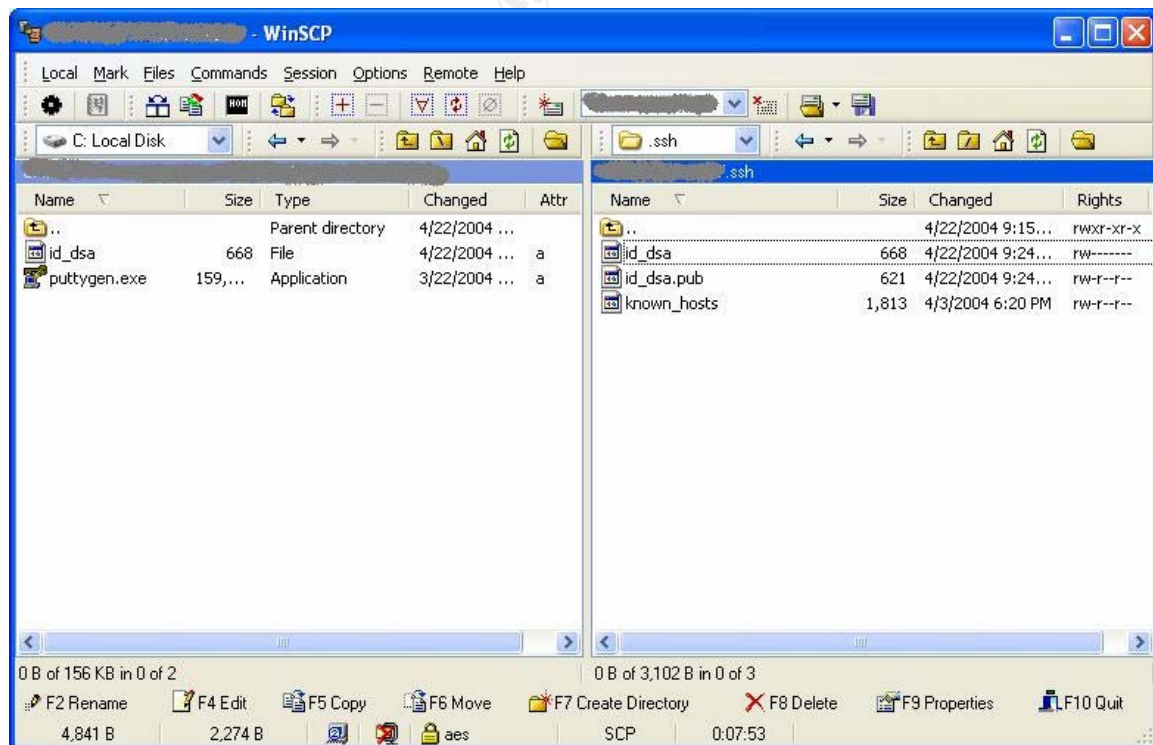 - WinSCP
Local Mark Files Commands Session Options Remote Help
C: Local Disk
.ssh
.ssh
Name Size Type Changed Attr
Name Size Changed Rights
.. Parent directory 4/22/2004 ...
.. 4/22/2004 9:15... rwxr-xr-x
id_dsa 668 File 4/22/2004 ... a
id_dsa 668 4/22/2004 9:24... rw-------
puttygen.exe 159,... Application 3/22/2004 ... a
id_dsa.pub 621 4/22/2004 9:24... rw-r--r--
known_hosts 1,813 4/3/2004 6:20 PM rw-r--r--
0 B of 156 KB in 0 of 2
0 B of 3,102 B in 0 of 3
F2 Rename F4 Edit F5 Copy F6 Move F7 Create Directory F8 Delete F9 Properties F10 Quit
4,841 B 2,274 B aes SCP 0:07:53